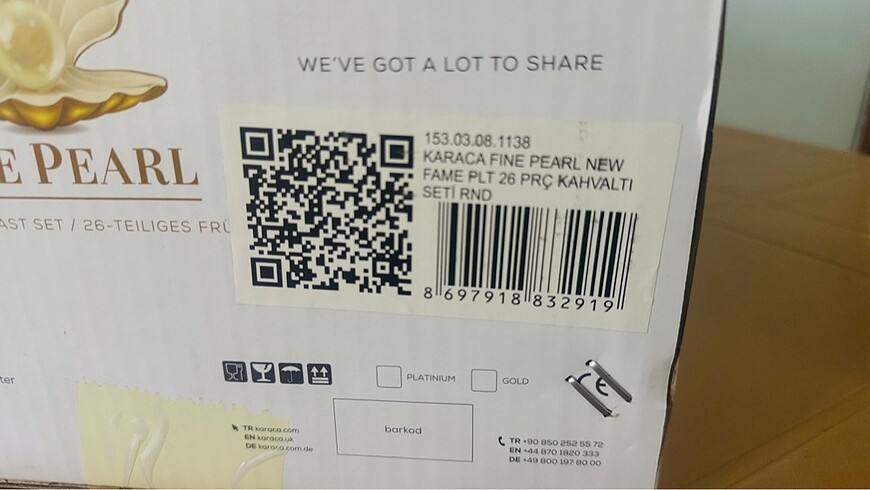 WE'VE GOT A LOT TO SHARE
E PEARL
AST SET / 26-TEILIGES FRÜ
153.03.08.1138
KARACA FINE PEARL NEW
FAME PLT 26 PRÇ KAHVALTI
SETİ RND
8 697918 832919
ter
PLATINIUM
GOLD
CE
TR karaca.com
EN karaca.uk
DE karaca.com.de
barkod
TR +90 850 252 55 72
EN +44 870 1820 333
DE +49 800 197 80 00